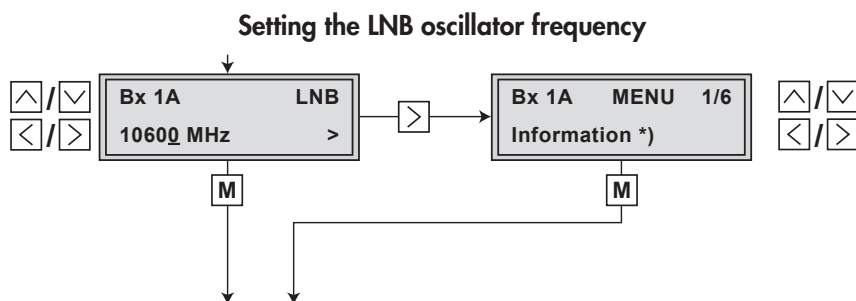 Setting the LNB oscillator frequency
Bx 1A LNB
10600 MHz >
Bx 1A MENU 1/6
Information *)
/
/
>
/
/
M
M